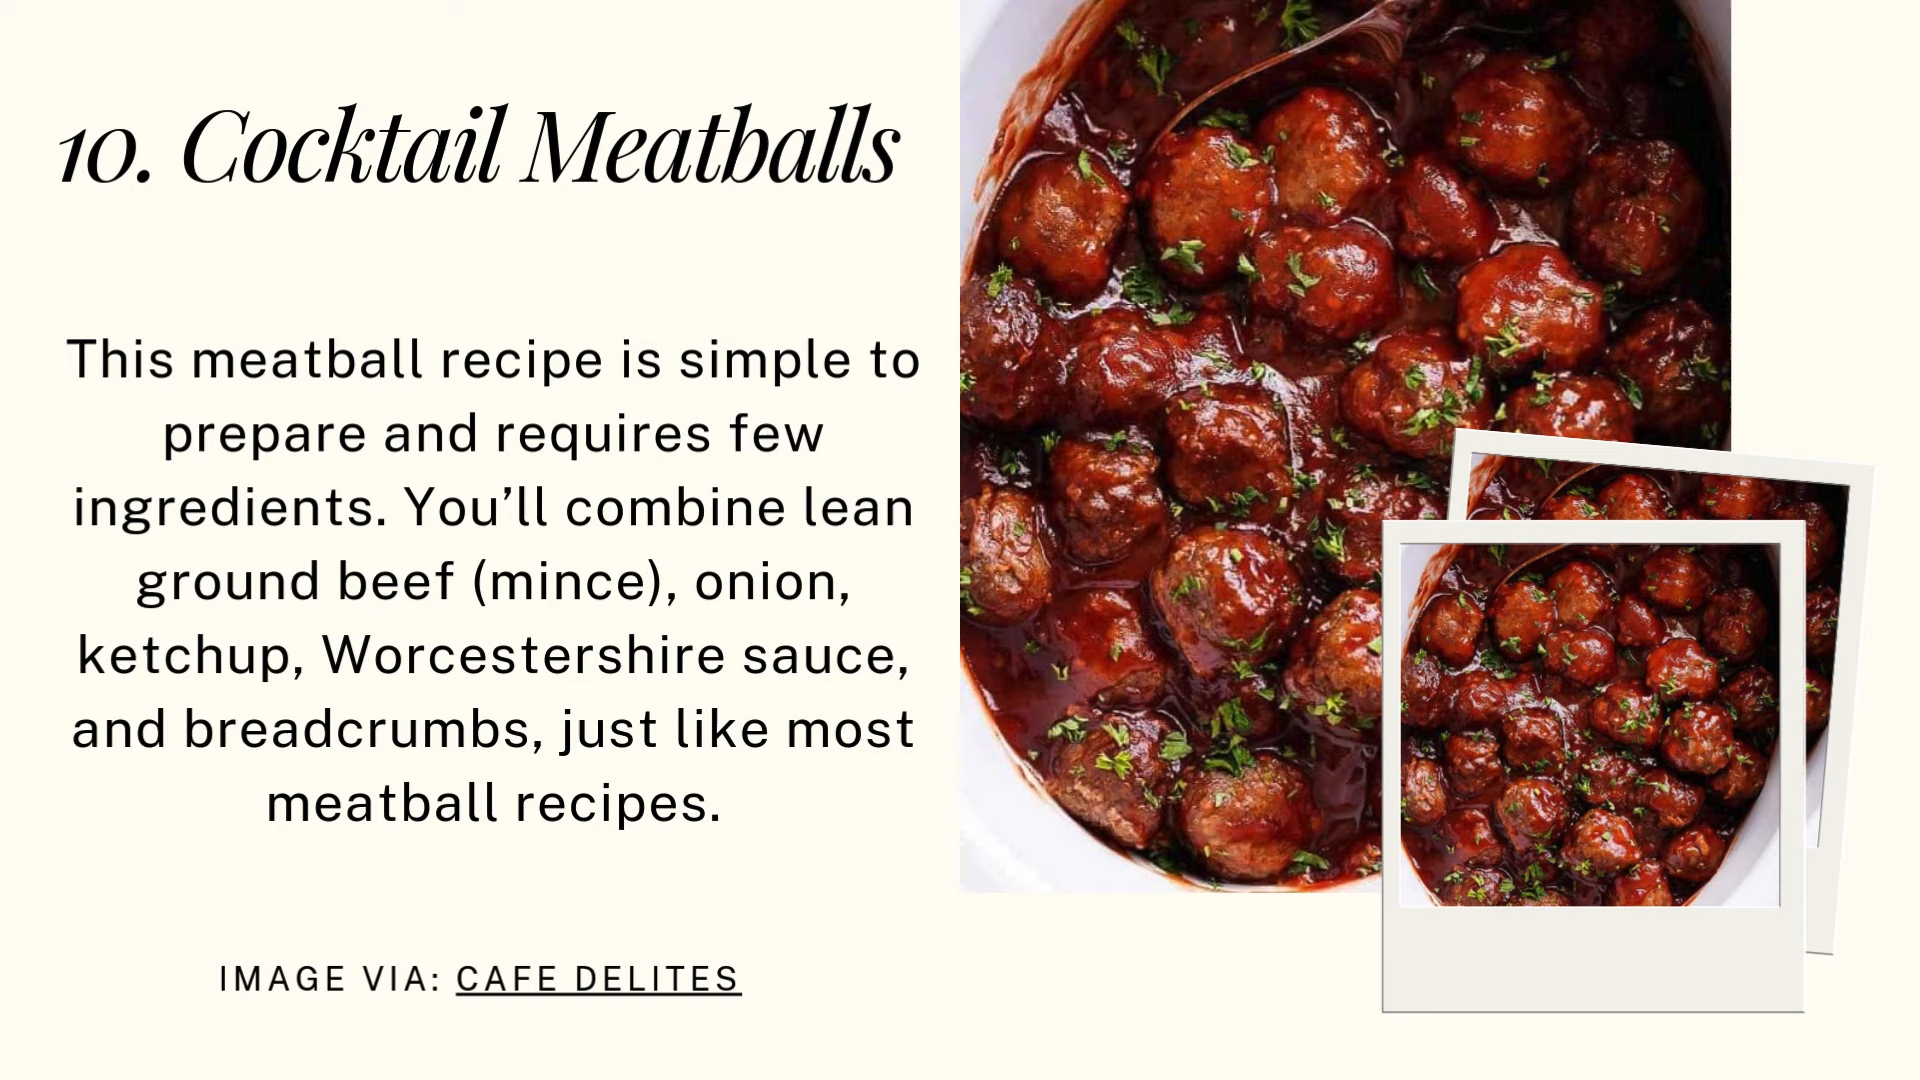 10. Cocktail Meatballs
This meatball recipe is simple to
prepare and requires few
ingredients. You’ll combine lean
ground beef (mince), onion,
ketchup, Worcestershire sauce,
and breadcrumbs, just like most
meatball recipes.
IMAGE VIA: CAFE DELITES